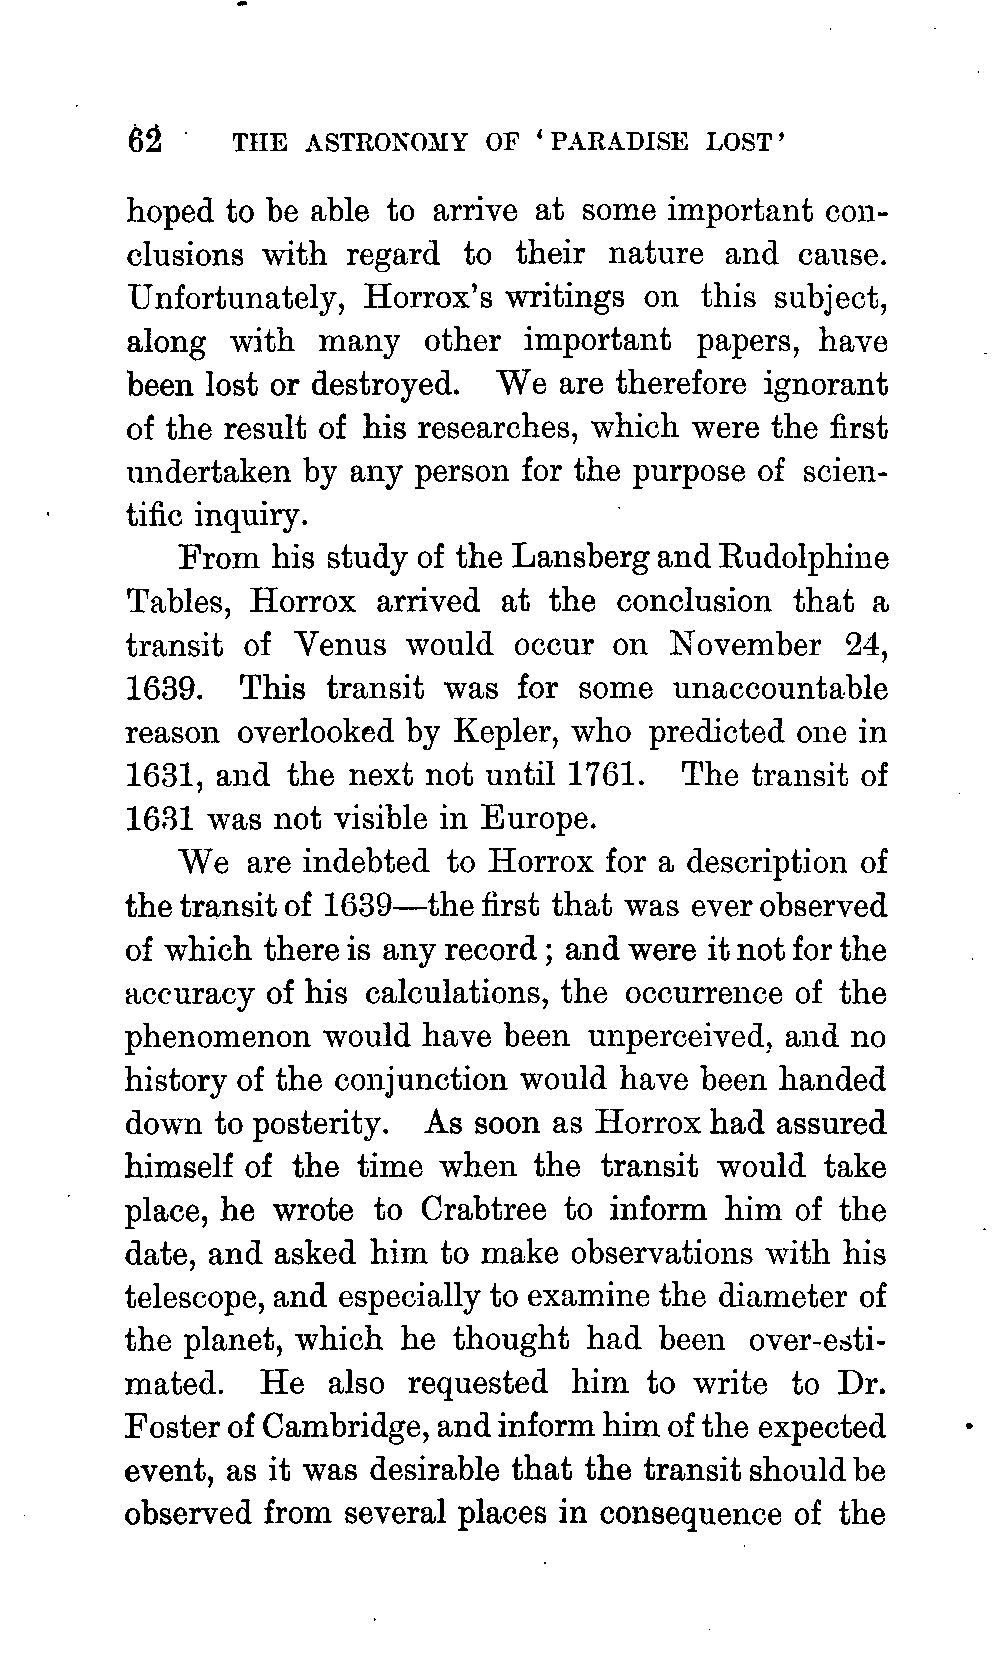 62 THE ASTRONOMY OF ‘PARADISE LOST’
hoped to be able to arrive at some important con-
clusions with regard to their nature and cause.
Unfortunately, Horrox’s writings on this subject,
along with many other important papers, have
been lost or destroyed. We are therefore ignorant
of the result of his researches, which were the first
undertaken by any person for the purpose of scien-
tific inquiry.
From his study of the Lansberg and Rudolphine
Tables, Horrox arrived at the conclusion that a
transit of Venus would occur on November 24,
1639. This transit was for some unaccountable
reason overlooked by Kepler, who predicted one in
1631, and the next not until 1761. The transit of
1631 was not visible in Europe.
We are indebted to Horrox for a description of
the transit of 1639—the first that was ever observed
of which there is any record; and were it not for the
accuracy of his calculations, the occurrence of the
phenomenon would have been unperceived, and no
history of the conjunction would have been handed
down to posterity. As soon as Horrox had assured
himself of the time when the transit would take
place, he wrote to Crabtree to inform him of the
date, and asked him to make observations with his
telescope, and especially to examine the diameter of
the planet, which he thought had been over-esti-
mated. He also requested him to write to Dr.
Foster of Cambridge, and inform him of the expected
event, as it was desirable that the transit should be
observed from several places in consequence of the